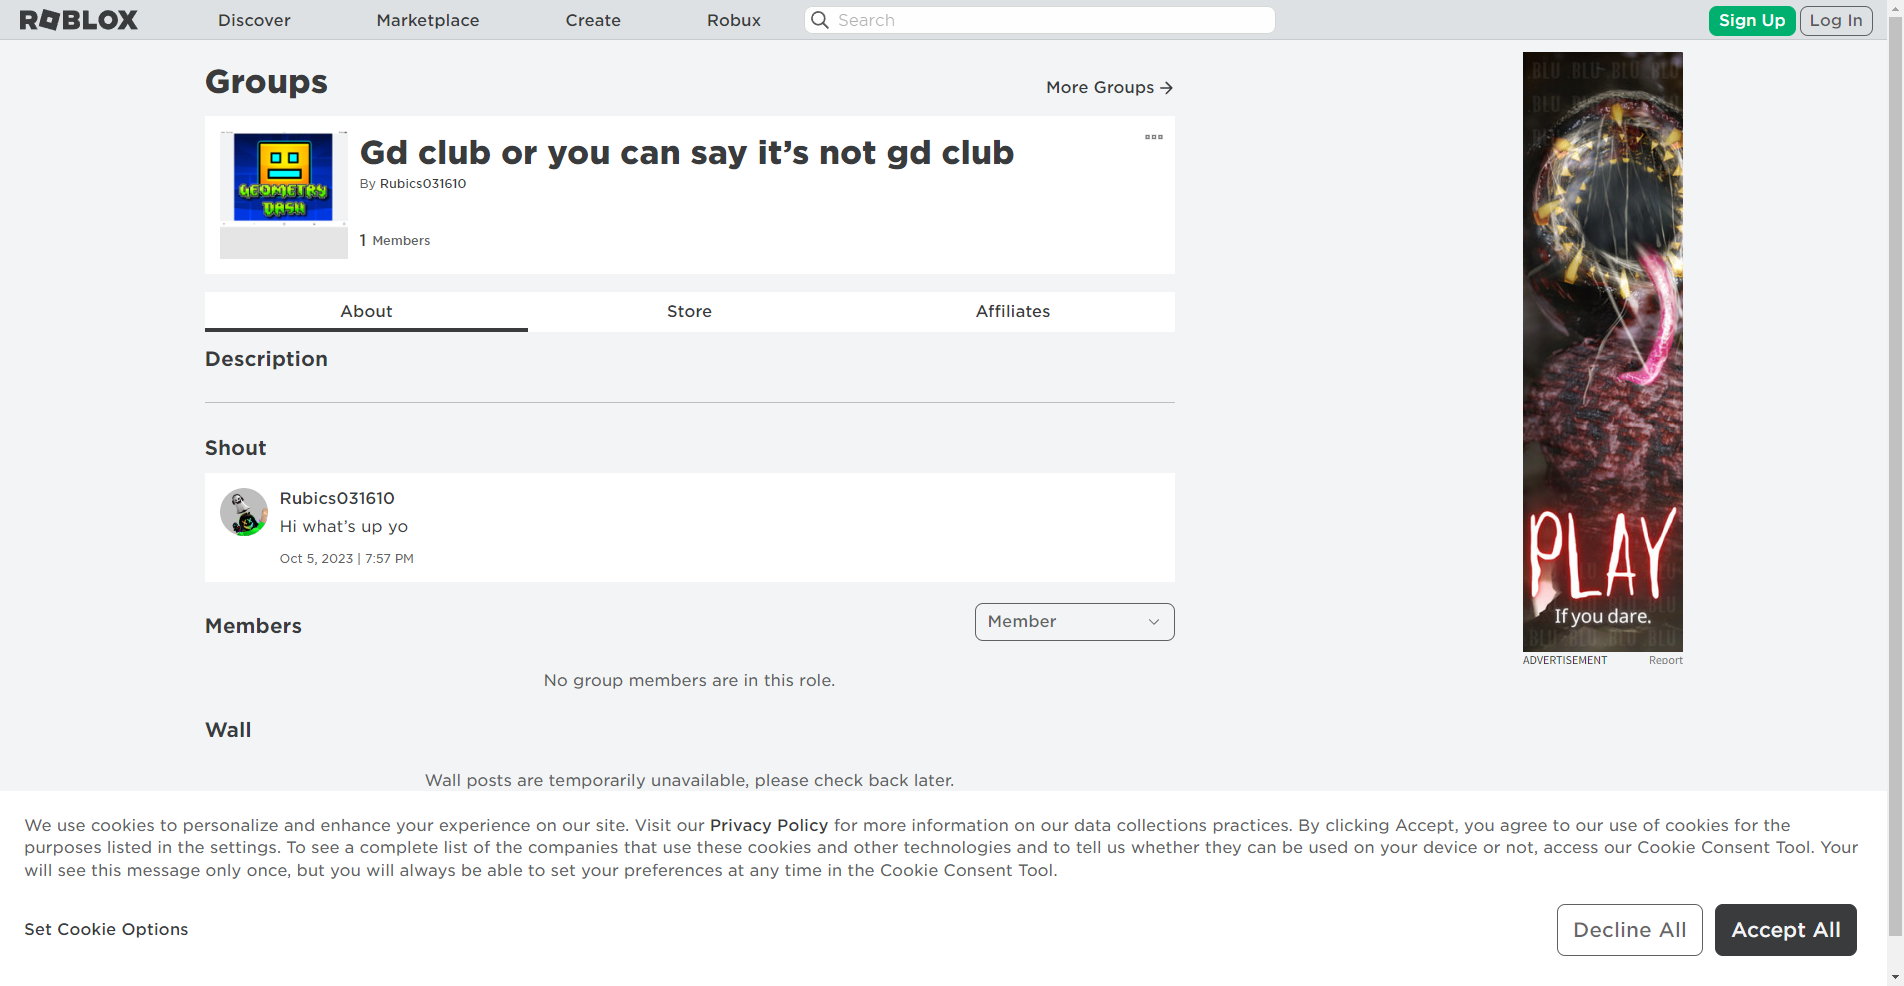 ROBLOX
Discover
Marketplace
Create
Robux
Search
Sign Up
Log In
Groups
More Groups →
GEOMETRY
DASH
Gd club or you can say it’s not gd club
By Rubics031610
1 Members
About
Store
Affiliates
Description
Shout
Rubics031610
Hi what’s up yo
Oct 5, 2023 | 7:57 PM
Members
Member
No group members are in this role.
Wall
Wall posts are temporarily unavailable, please check back later.
BLU BLU BLU BLU
PLAY
If you dare.
BLU BLU BLU BLU
ADVERTISEMENT
Report
We use cookies to personalize and enhance your experience on our site. Visit our Privacy Policy for more information on our data collections practices. By clicking Accept, you agree to our use of cookies for the
purposes listed in the settings. To see a complete list of the companies that use these cookies and other technologies and to tell us whether they can be used on your device or not, access our Cookie Consent Tool. Your
will see this message only once, but you will always be able to set your preferences at any time in the Cookie Consent Tool.
Set Cookie Options
Decline All
Accept All